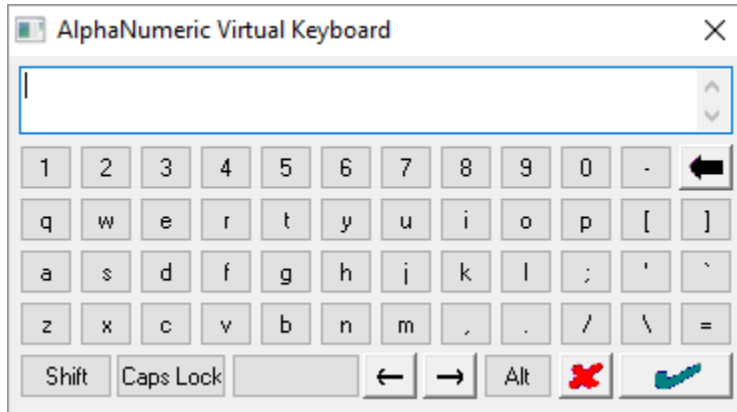 AlphaNumeric Virtual Keyboard
1 2 3 4 5 6 7 8 9 0 -
q w e r t y u i o p [ ]
a s d f g h j k l ; ' `
z x c v b n m , . / \ =
Shift Caps Lock ← → Alt